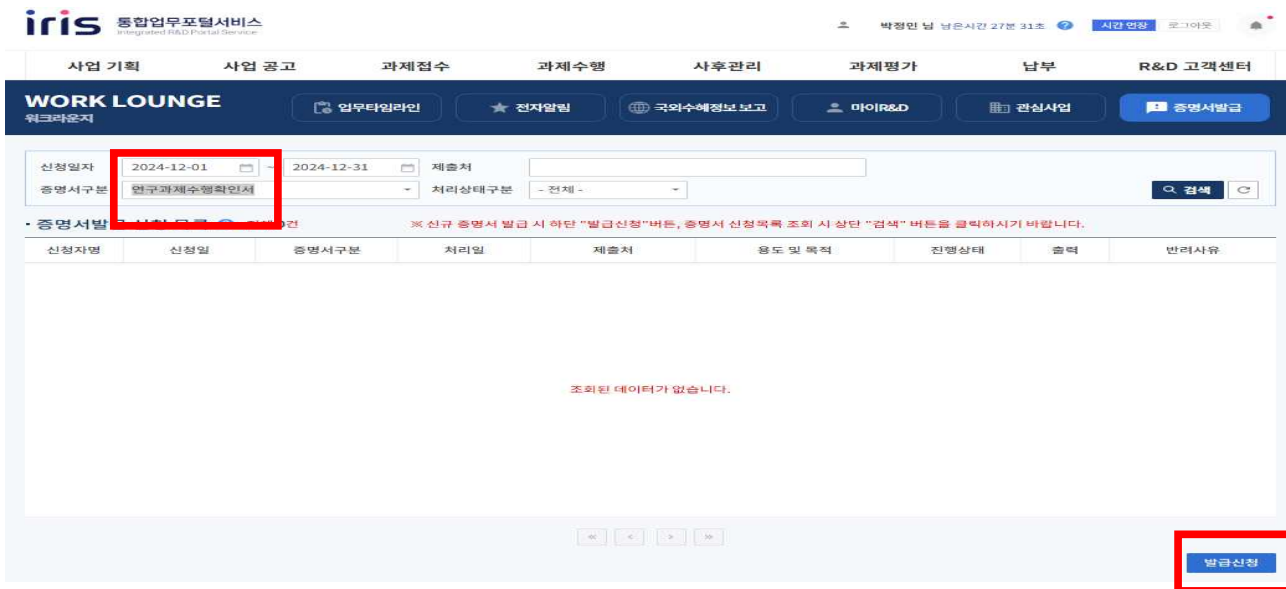 iris 통합업무포털서비스
Integrated R&D Portal Service
박정민 님 남은시간 27분 31초 ? 시간 연장 로그아웃
사업 기획 사업 공고 과제접수 과제수행 사후관리 과제평가 납부 R&D 고객센터
WORK LOUNGE
워크라운지
업무타임라인 전자알림 국외수혜정보 보고 마이R&D 관심사업 증명서발급
신청일자 2024-12-01 ~ 2024-12-31 제출처
증명서구분 연구과제수행확인서 처리상태구분 - 전체 - 검색
• 증명서발급 신청 목록 0건 ※ 신규 증명서 발급 시 하단 "발급신청"버튼, 증명서 신청목록 조회 시 상단 "검색" 버튼을 클릭하시기 바랍니다.
신청자명 신청일 증명서구분 처리일 제출처 용도 및 목적 진행상태 출력 반려사유
조회된 데이터가 없습니다.
« < > »
발급신청